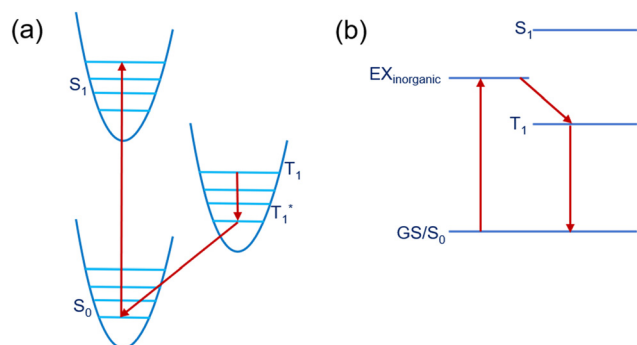 (a)
S₁
T₁
T₁*
S₀
(b)
S₁
EXinorganic
T₁
GS/S₀